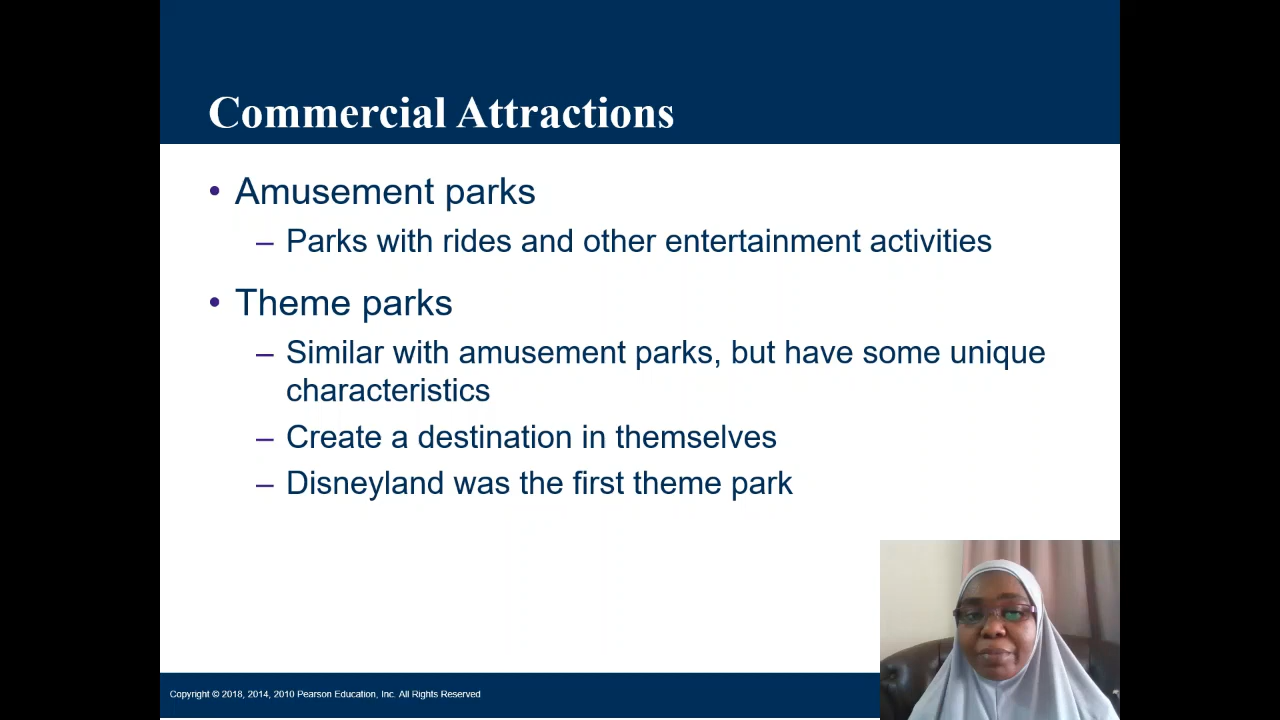 Commercial Attractions
• Amusement parks
– Parks with rides and other entertainment activities
• Theme parks
– Similar with amusement parks, but have some unique
characteristics
– Create a destination in themselves
– Disneyland was the first theme park
Copyright © 2018, 2014, 2010 Pearson Education, Inc. All Rights Reserved